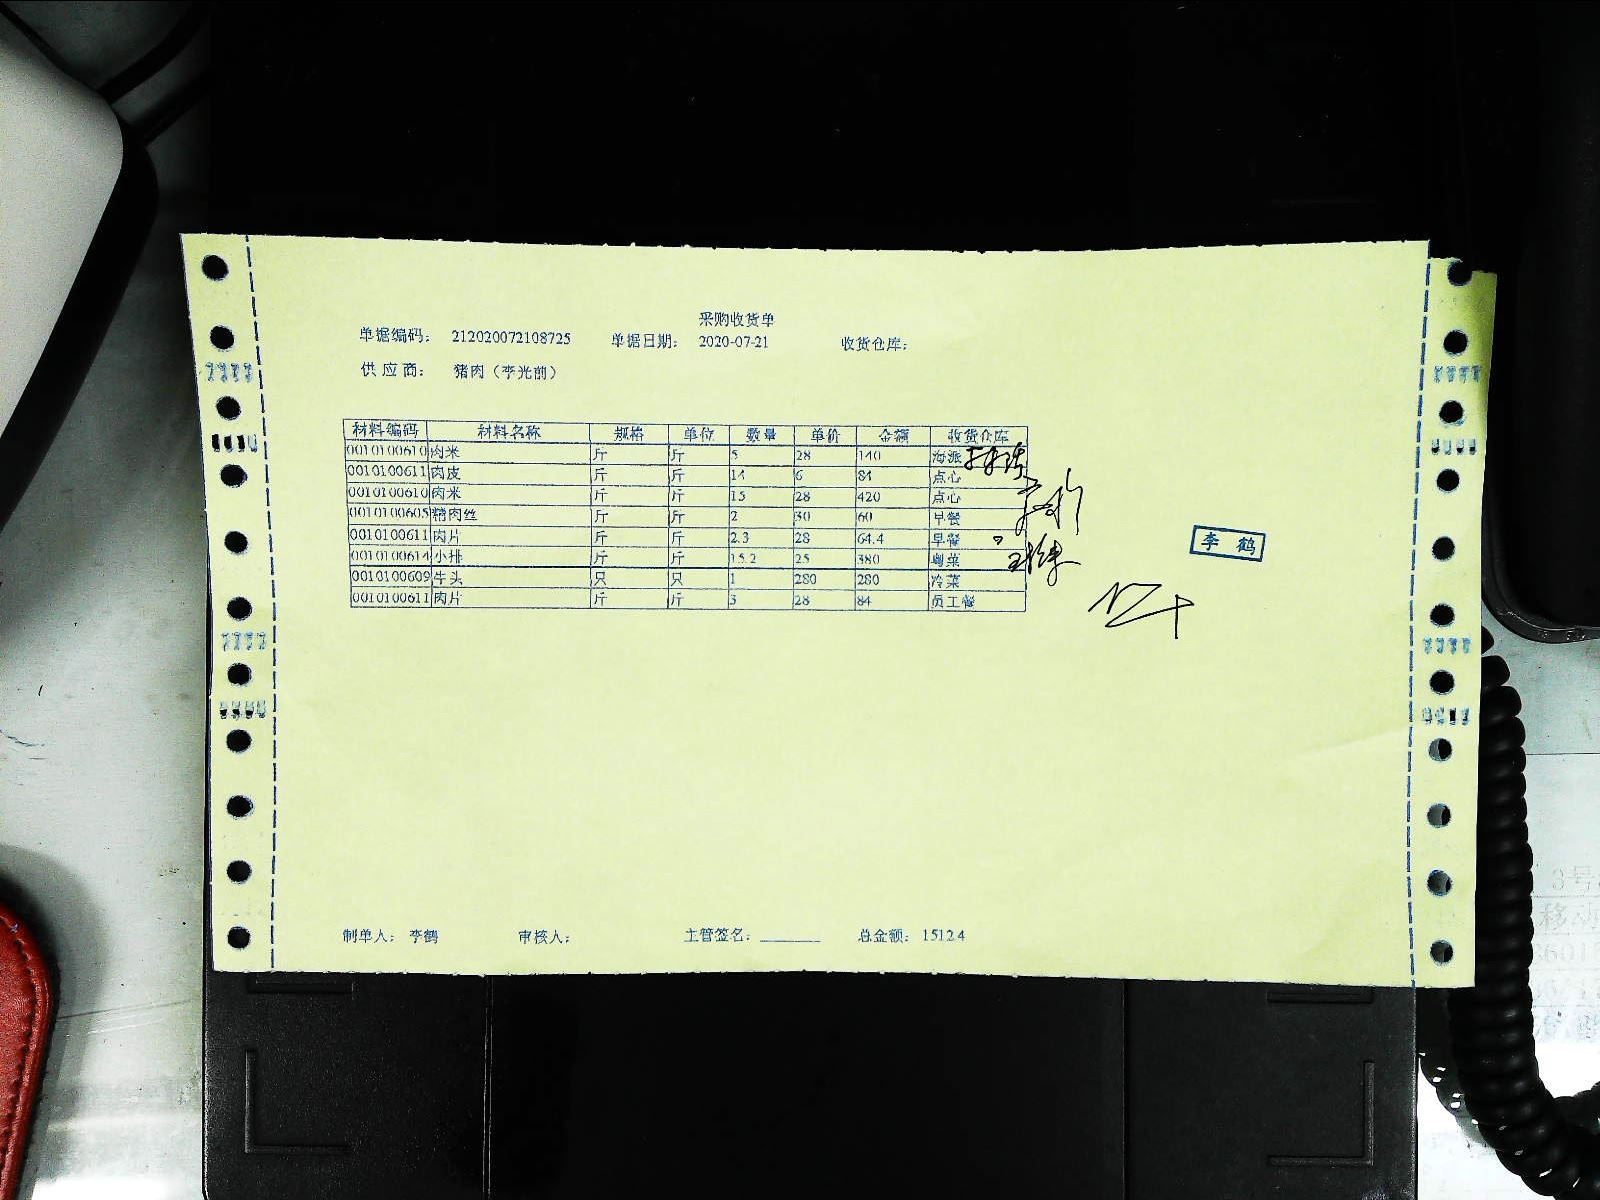 采购收货单
单据编码： 212020072108725 单据日期： 2020-07-21 收货仓库：
供应商： 猪肉（李光前）
材料编码 材料名称 规格 单位 数量 单价 金额 收货仓库
0010100610 肉米 斤 斤 5 28 140 海派
0010100611 肉皮 斤 斤 14 6 84 点心
0010100610 肉米 斤 斤 15 28 420 点心
0010100605 精肉丝 斤 斤 2 30 60 早餐
0010100611 肉片 斤 斤 2.3 28 64.4 早餐
0010100614 小排 斤 斤 15.2 25 380 粤菜
0010100609 牛头 只 只 1 280 280 冷菜
0010100611 肉片 斤 斤 3 28 84 员工餐
李鹤
制单人： 李鹤 审核人： 主管签名： 总金额： 1512.4